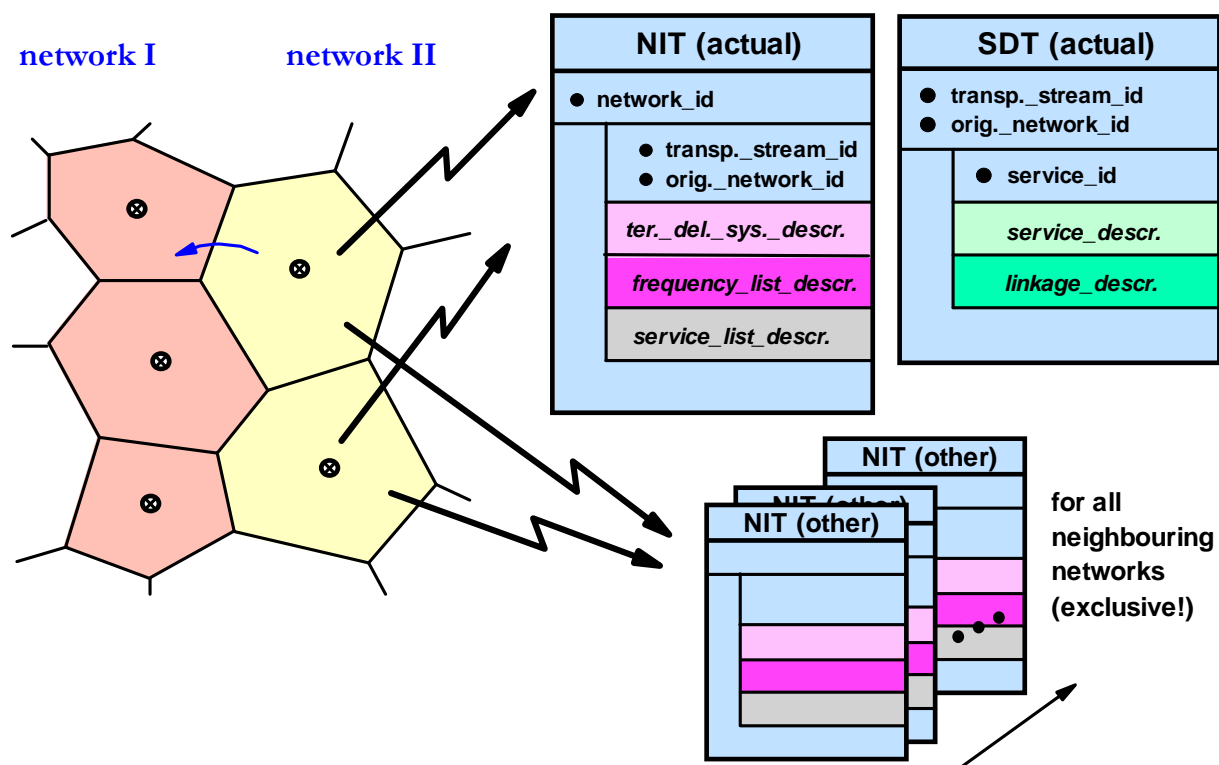 network I
network II
NIT (actual)
● network_id
● transp._stream_id
● orig._network_id
ter._del._sys._descr.
frequency_list_descr.
service_list_descr.
SDT (actual)
● transp._stream_id
● orig._network_id
● service_id
service_descr.
linkage_descr.
NIT (other)
NIT (other)
NIT (other)
for all
neighbouring
networks
(exclusive!)